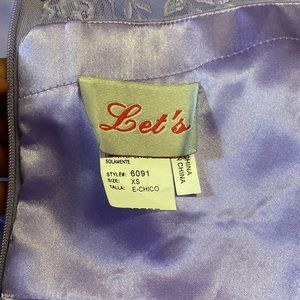 Let's
SOLAMENTE
STYLE#: 6091
SIZE: XS
TALLA: E-CHICO
CHINA
N CHINA